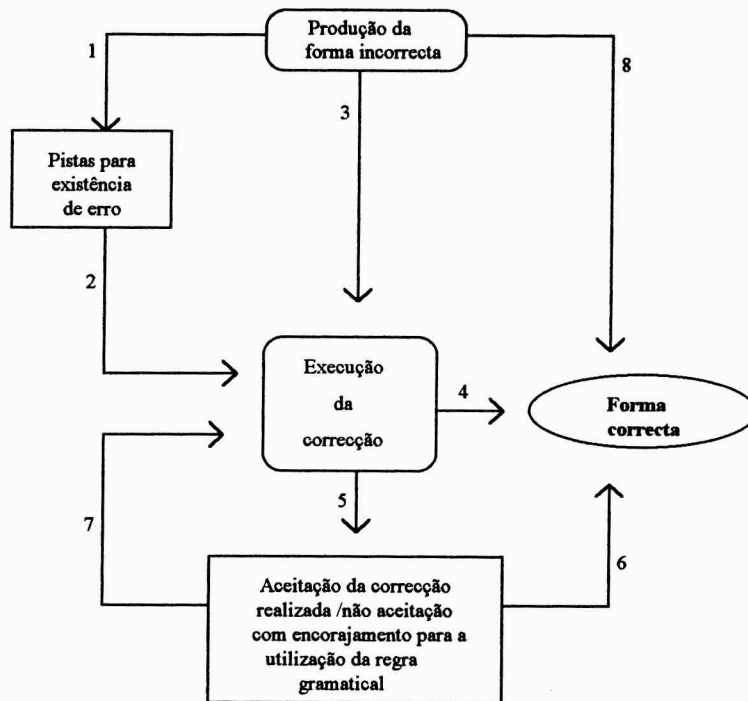 Produção da
forma incorrecta
1
8
3
Pistas para
existência
de erro
2
Execução
da
correcção
4
Forma
correcta
5
7
6
Aceitação da correcção
realizada /não aceitação
com encorajamento para a
utilização da regra
gramatical